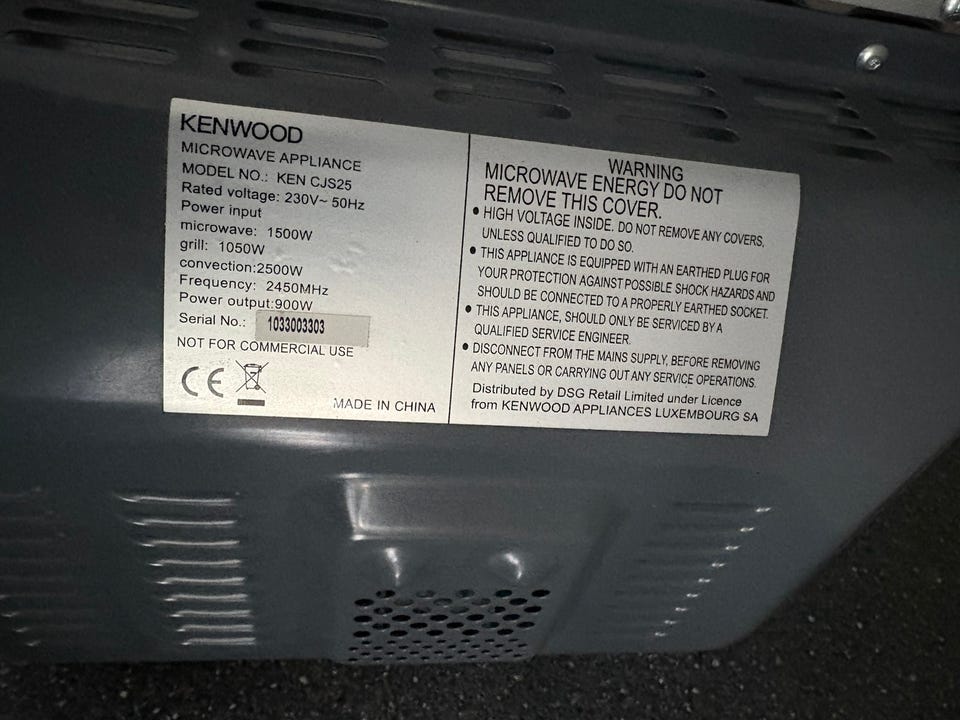 KENWOOD
MICROWAVE APPLIANCE
MODEL NO.: KEN CJS25
Rated voltage: 230V~ 50Hz
Power input
microwave: 1500W
grill: 1050W
convection:2500W
Frequency: 2450MHz
Power output:900W
Serial No.: 1033003303
NOT FOR COMMERCIAL USE
CE
MADE IN CHINA
WARNING
MICROWAVE ENERGY DO NOT
REMOVE THIS COVER.
• HIGH VOLTAGE INSIDE. DO NOT REMOVE ANY COVERS,
UNLESS QUALIFIED TO DO SO.
• THIS APPLIANCE IS EQUIPPED WITH AN EARTHED PLUG FOR
YOUR PROTECTION AGAINST POSSIBLE SHOCK HAZARDS AND
SHOULD BE CONNECTED TO A PROPERLY EARTHED SOCKET.
• THIS APPLIANCE, SHOULD ONLY BE SERVICED BY A
QUALIFIED SERVICE ENGINEER.
• DISCONNECT FROM THE MAINS SUPPLY, BEFORE REMOVING
ANY PANELS OR CARRYING OUT ANY SERVICE OPERATIONS.
Distributed by DSG Retail Limited under Licence
from KENWOOD APPLIANCES LUXEMBOURG SA